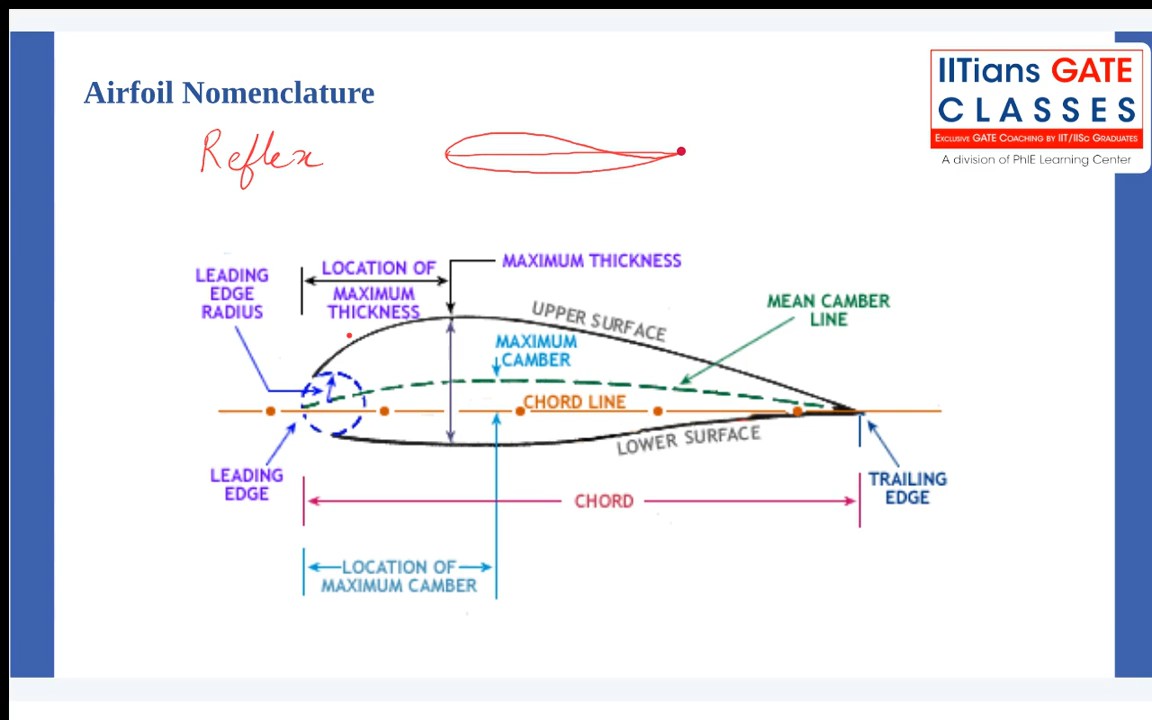 IITians GATE
CLASSES
EXCLUSIVE GATE COACHING BY IIT/IISC GRADUATES
A division of PhIE Learning Center
Airfoil Nomenclature
Reflex
LEADING
EDGE
RADIUS
LOCATION OF
MAXIMUM
THICKNESS
MAXIMUM THICKNESS
UPPER SURFACE
MEAN CAMBER
LINE
MAXIMUM
CAMBER
CHORD LINE
LOWER SURFACE
LEADING
EDGE
TRAILING
EDGE
CHORD
LOCATION OF
MAXIMUM CAMBER